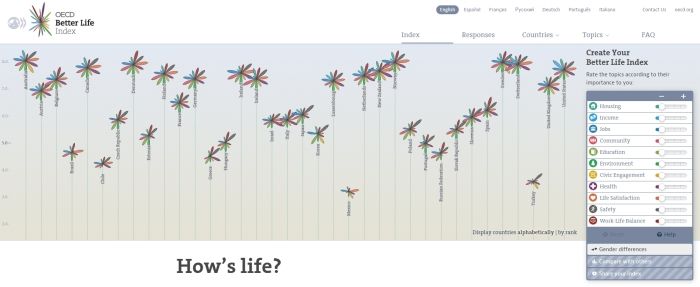 OECD
Better Life
Index
English Español Français Русский Deutsch Português Italiano
Contact Us oecd.org
Index Responses Countries Topics FAQ
Create Your
Better Life Index
Rate the topics according to their
importance to you:
− +
Housing
Income
Jobs
Community
Education
Environment
Civic Engagement
Health
Life Satisfaction
Safety
Work-Life Balance
Reset Help
Gender differences
Compare with others
Share your index
Australia
Austria
Belgium
Brazil
Canada
Chile
Czech Republic
Denmark
Estonia
Finland
France
Germany
Greece
Hungary
Iceland
Ireland
Israel
Italy
Japan
Korea
Luxembourg
Mexico
Netherlands
New Zealand
Norway
Poland
Portugal
Russian Federation
Slovak Republic
Slovenia
Spain
Sweden
Switzerland
Turkey
United Kingdom
United States
Display countries alphabetically | by rank
How's life?